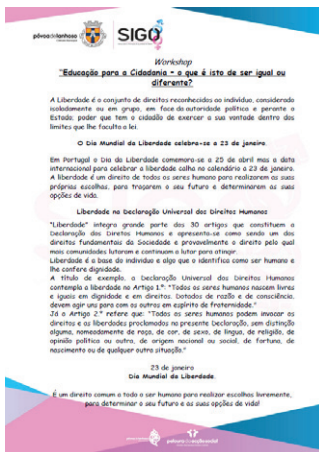 póvoadelanhoso
SIGO
Workshop
"Educação para a Cidadania – o que é isto de ser igual ou
diferente?
A Liberdade é o conjunto de direitos reconhecidos ao indivíduo, considerado
isoladamente ou em grupo, em face da autoridade política e perante o
Estado; poder que tem o cidadão de exercer a sua vontade dentro dos
limites que lhe faculta a lei.
O Dia Mundial da Liberdade celebra-se a 23 de janeiro.
Em Portugal o Dia da Liberdade comemora-se a 25 de abril mas a data
internacional para celebrar a liberdade calha no calendário a 23 de janeiro.
A liberdade é um direito de todos os seres humano para realizarem as suas
próprias escolhas, para traçarem o seu futuro e determinarem as suas
opções de vida.
Liberdade na Declaração Universal dos Direitos Humanos
"Liberdade" integra grande parte dos 30 artigos que constituem a
Declaração dos Direitos Humanos e apresenta-se como sendo um dos
direitos fundamentais da Sociedade e provavelmente o direito pelo qual
mais comunidades lutaram e continuam a lutar para atingir.
Liberdade é a base do indivíduo e algo que o identifica como ser humano e
lhe confere dignidade.
A título de exemplo, a Declaração Universal dos Direitos Humanos
contempla a liberdade no Artigo 1.º: "Todos os seres humanos nascem livres
e iguais em dignidade e em direitos. Dotados de razão e de consciência,
devem agir uns para com os outros em espírito de fraternidade."
Já o Artigo 2.º refere que: "Todos os seres humanos podem invocar os
direitos e as liberdades proclamados na presente Declaração, sem distinção
alguma, nomeadamente de raça, de cor, de sexo, de língua, de religião, de
opinião política ou outra, de origem nacional ou social, de fortuna, de
nascimento ou de qualquer outra situação."
23 de janeiro
Dia Mundial da Liberdade.
É um direito comum a todo o ser humano para realizar escolhas livremente,
para determinar o seu futuro e as suas opções de vida!